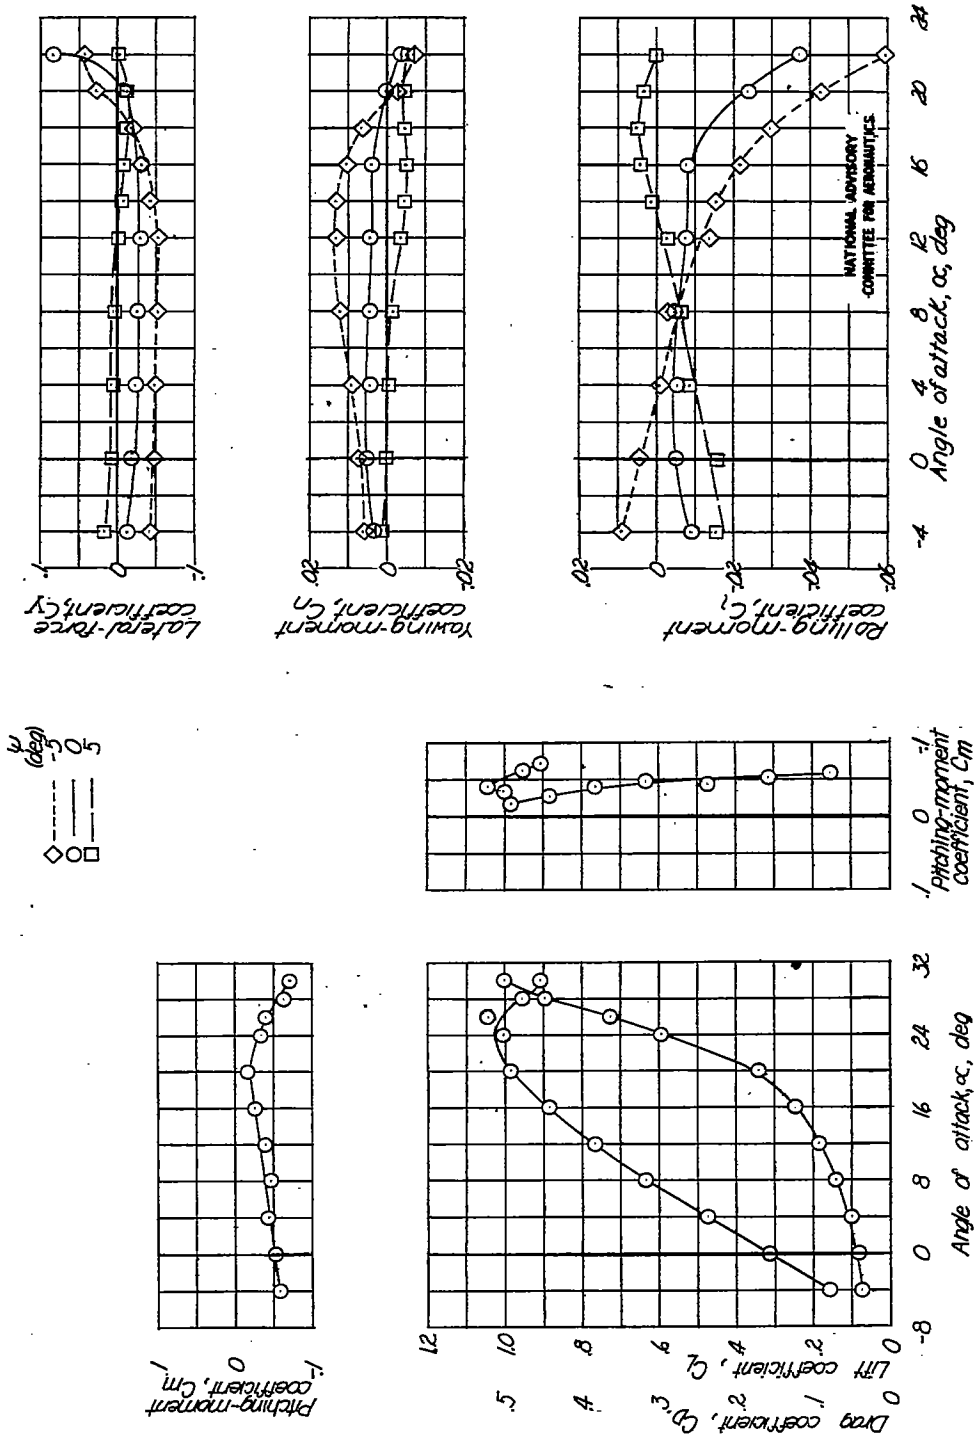 ψ
(deg)
-5
0
5
Lateral-force
coefficient, CY
.1
0
-.1
Yawing-moment
coefficient, Cn
.02
0
-.02
Rolling-moment
coefficient, Cl
.02
0
-.02
-.04
-.06
-4
0
4
8
12
16
20
24
Angle of attack, α, deg
NATIONAL ADVISORY
COMMITTEE FOR AERONAUTICS
Pitching-moment
coefficient, Cm
.1
0
-.1
Drag coefficient, CD
.5
.4
.3
.2
.1
0
Lift coefficient, CL
1.2
1.0
.8
.6
.4
.2
0
-8
0
8
16
24
32
Angle of attack, α, deg
.1
0
-.1
Pitching-moment
coefficient, Cm